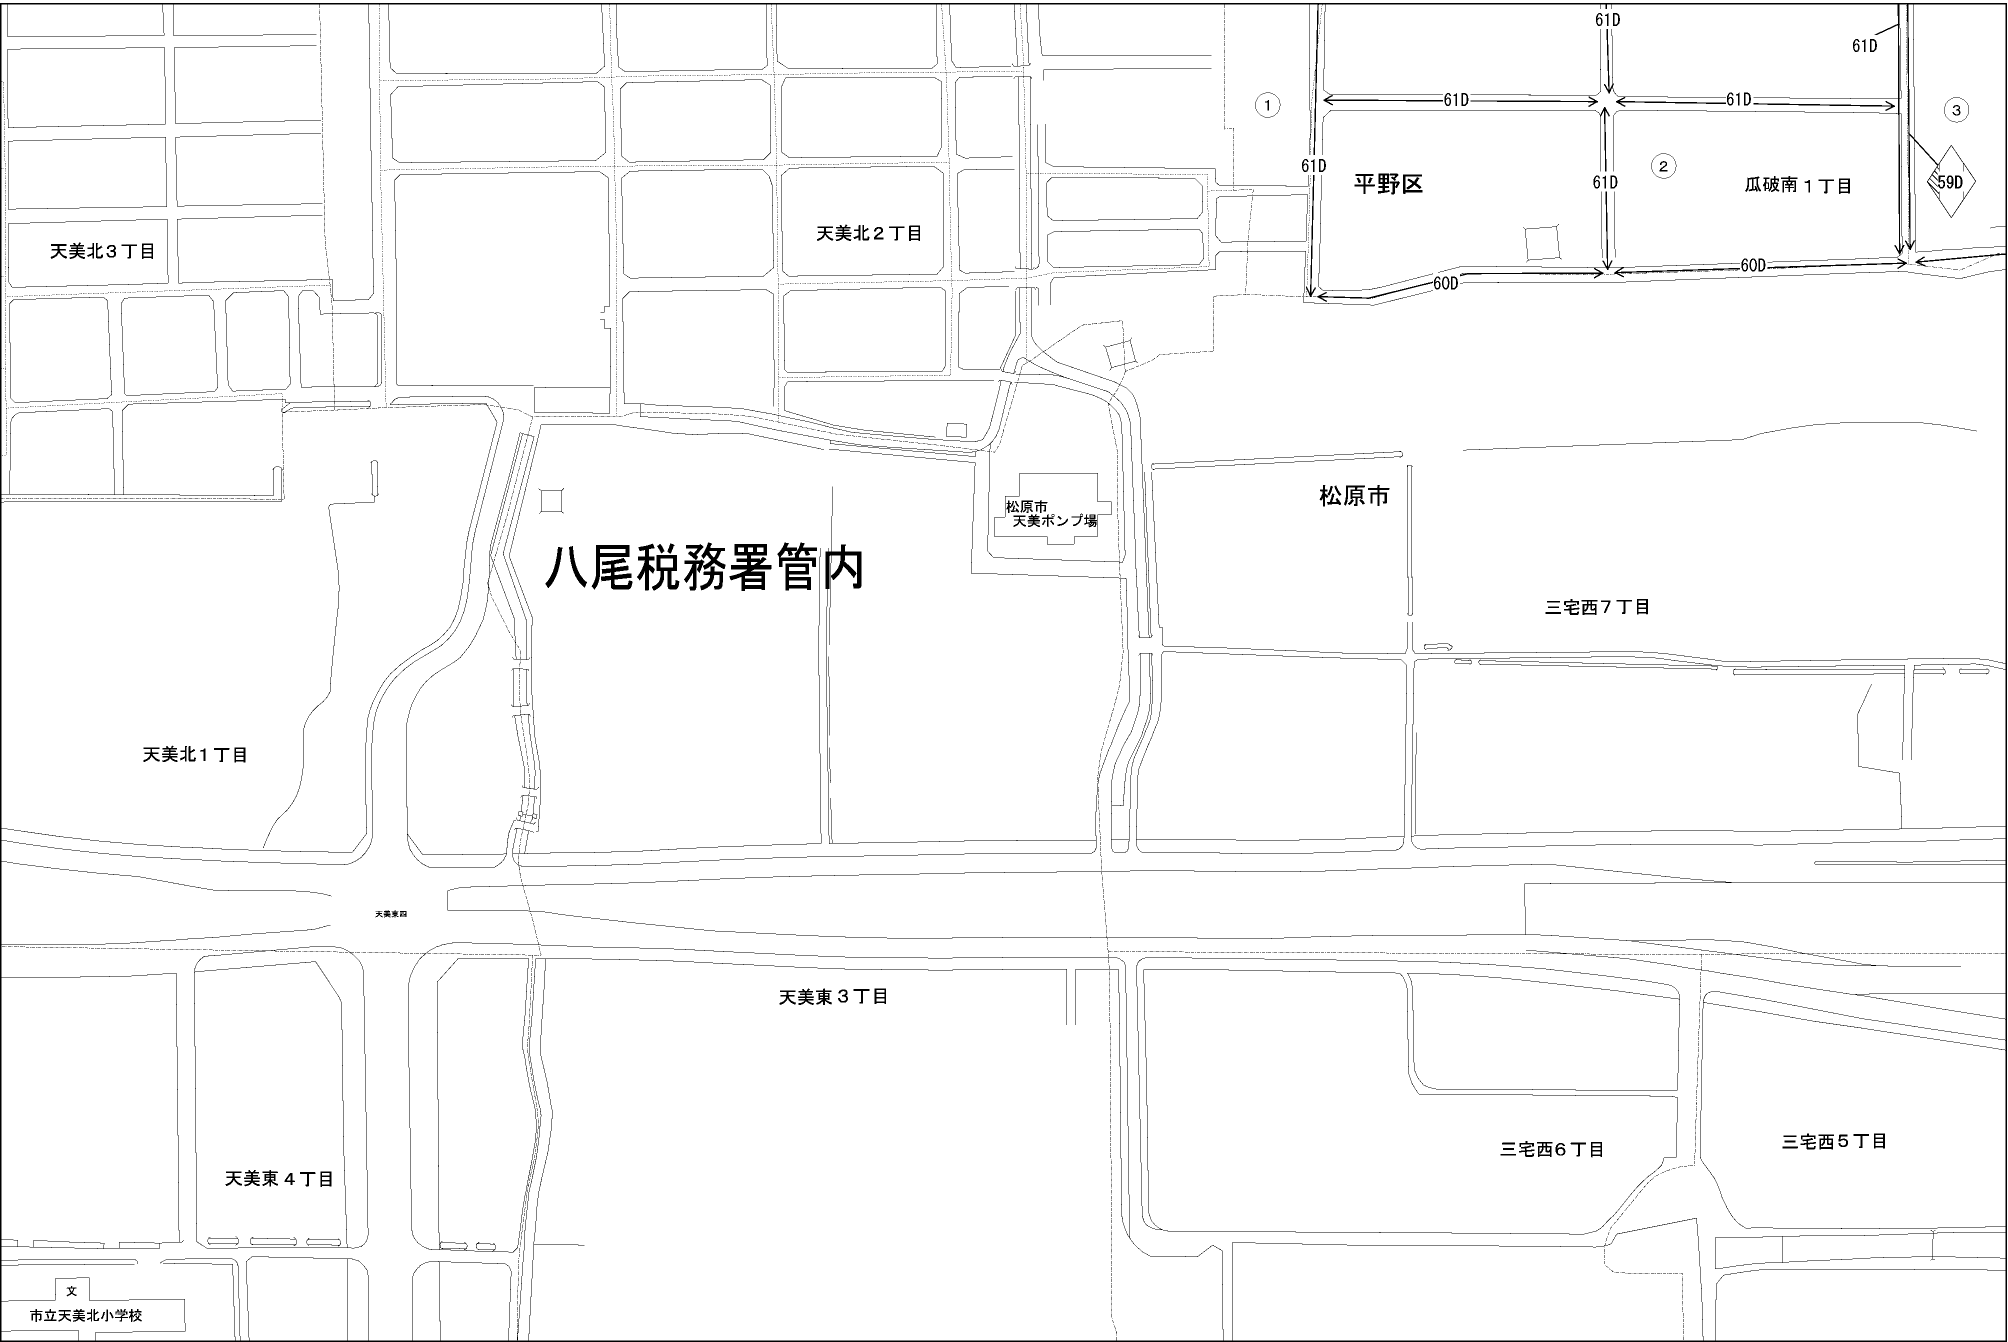 61D
61D
61D
61D
①
③
61D
61D
②
59D
平野区
瓜破南1丁目
天美北2丁目
天美北3丁目
60D
60D
松原市
松原市
天美ポンプ場
八尾税務署管内
三宅西7丁目
天美北1丁目
天美東四
天美東3丁目
三宅西5丁目
三宅西6丁目
天美東4丁目
文
市立天美北小学校